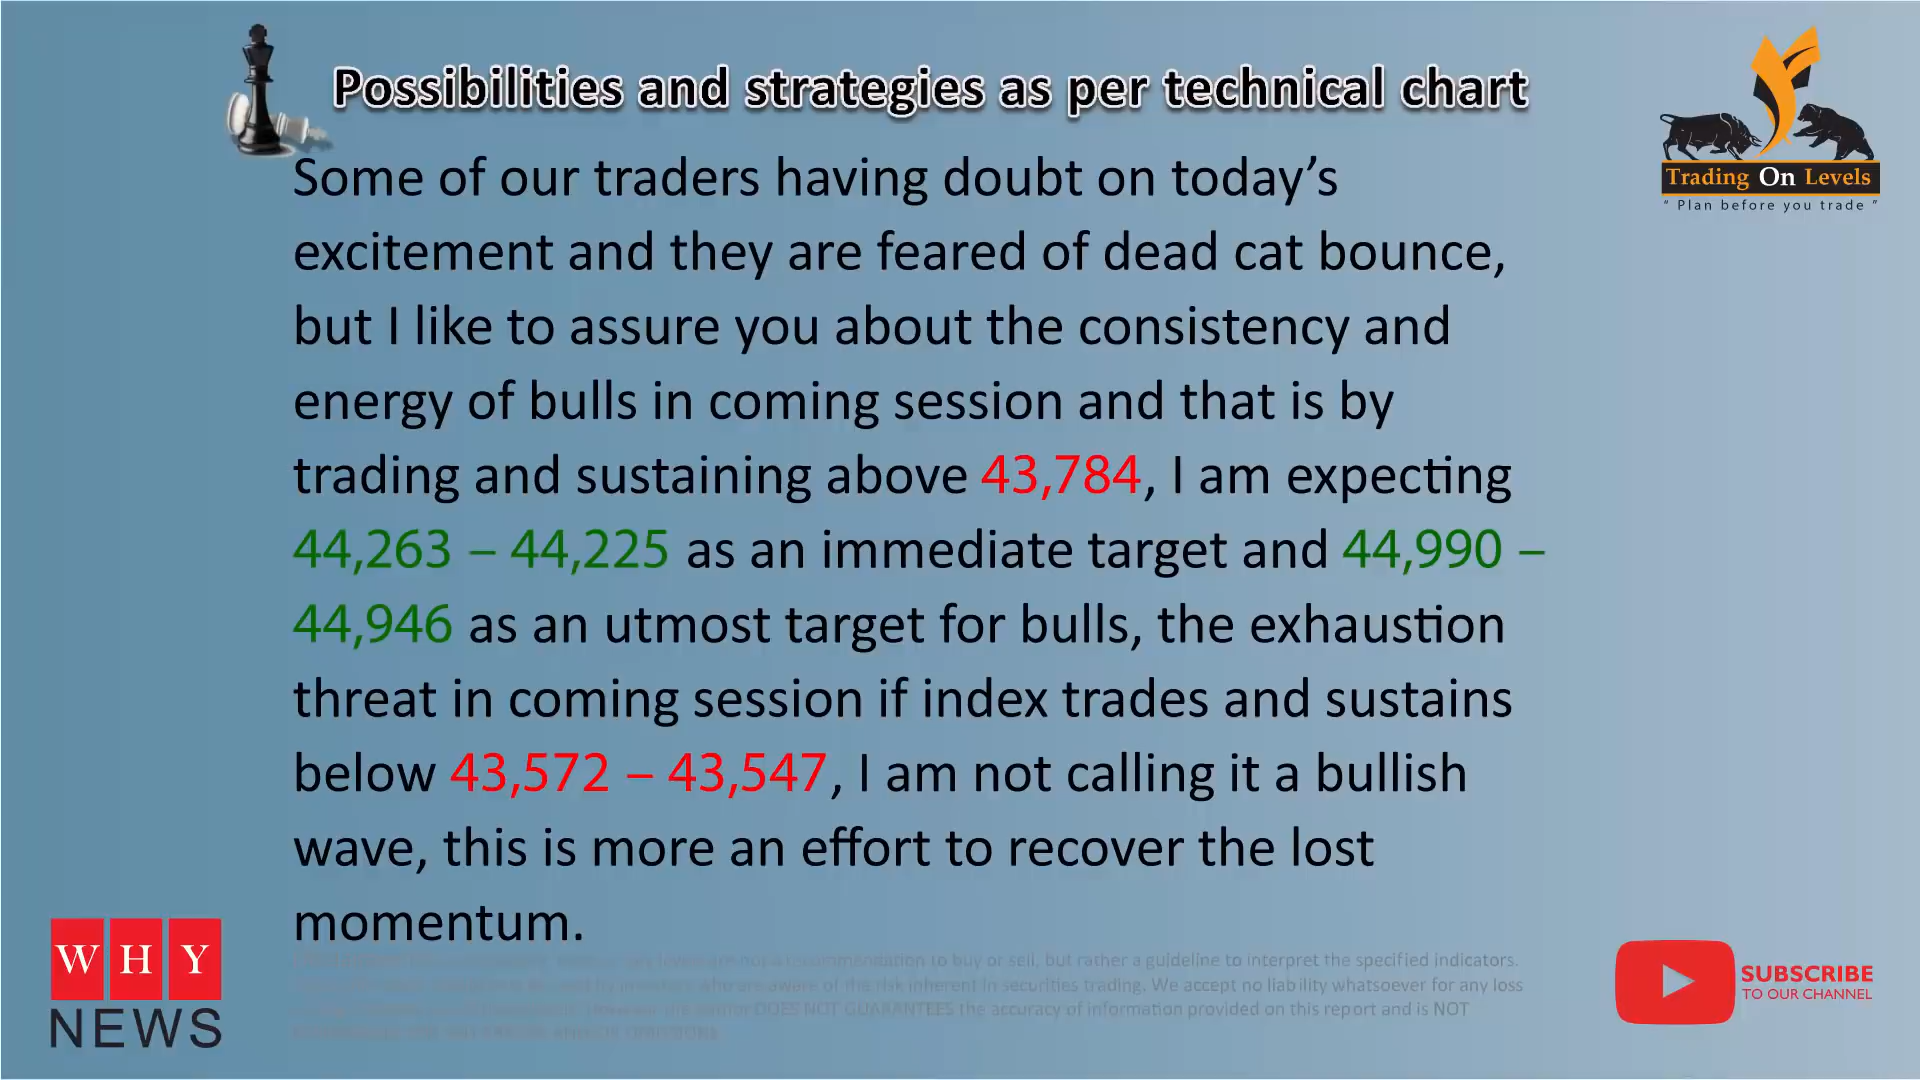 Possibilities and strategies as per technical chart
Trading On Levels
“ Plan before you trade ”
Some of our traders having doubt on today’s
excitement and they are feared of dead cat bounce,
but I like to assure you about the consistency and
energy of bulls in coming session and that is by
trading and sustaining above 43,784, I am expecting
44,263 – 44,225 as an immediate target and 44,990 –
44,946 as an utmost target for bulls, the exhaustion
threat in coming session if index trades and sustains
below 43,572 – 43,547, I am not calling it a bullish
wave, this is more an effort to recover the lost
momentum.
recommendation to buy or sell, but rather a guideline to interpret the specified indicators.
who are aware of the risk inherent in securities trading. We accept no liability whatsoever for any loss
DOES NOT GUARANTEES the accuracy of information provided on this report and is NOT
WHY
NEWS
SUBSCRIBE
TO OUR CHANNEL